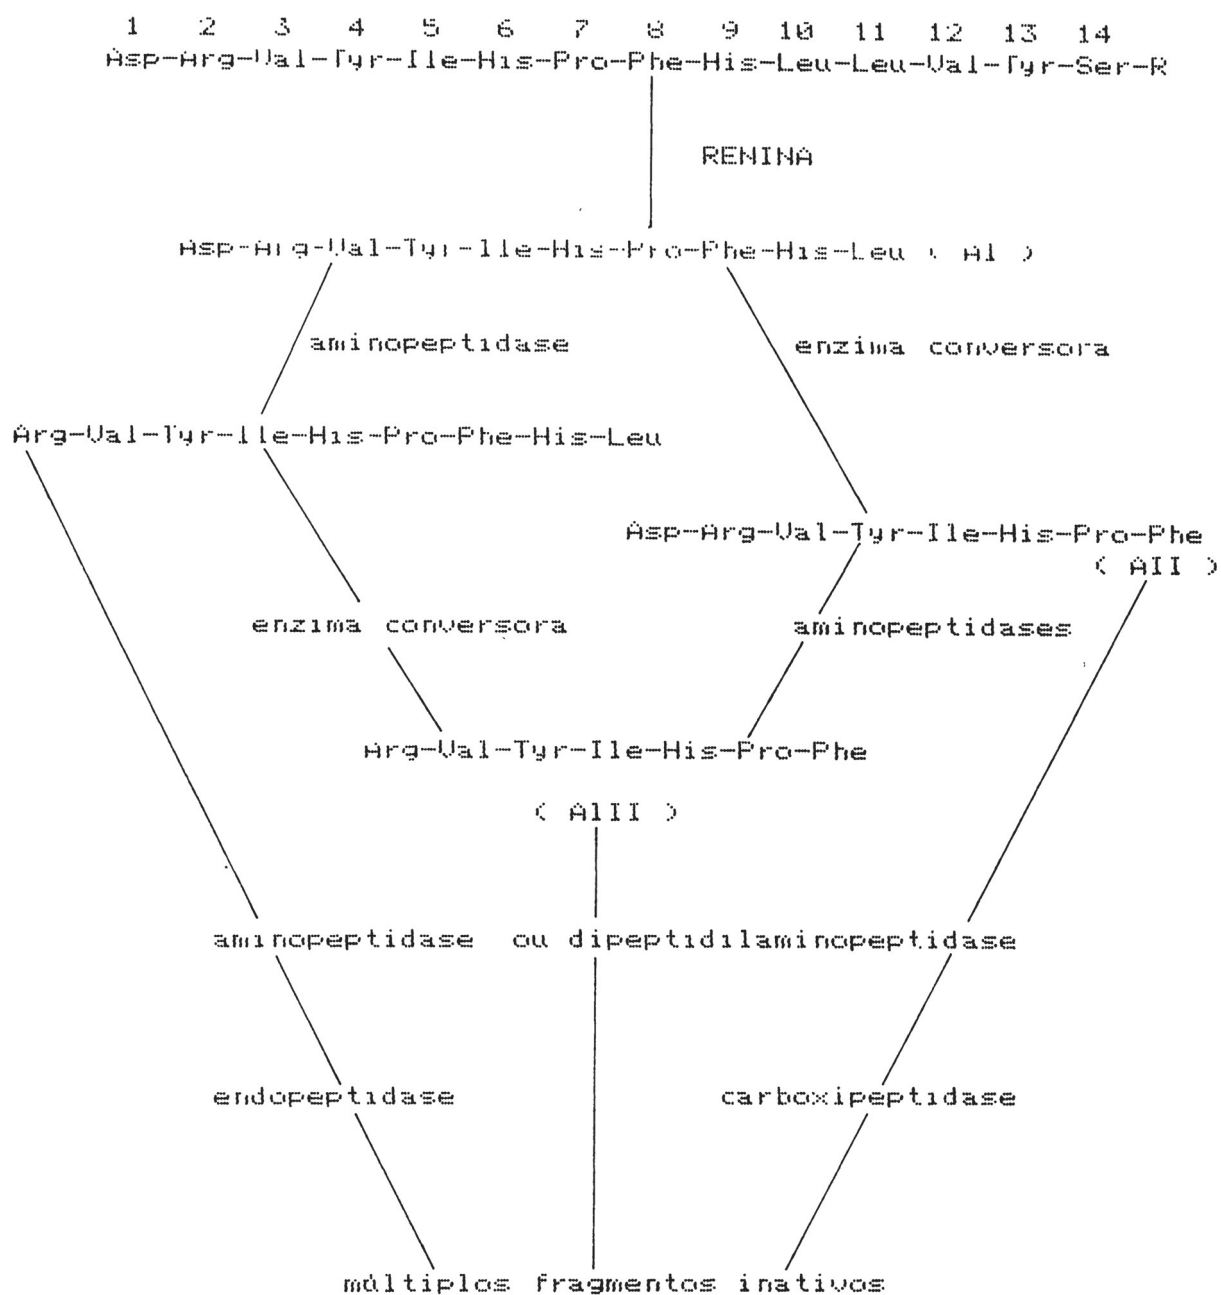 1 2 3 4 5 6 7 8 9 10 11 12 13 14
Asp-Arg-Val-Tyr-Ile-His-Pro-Phe-His-Leu-Leu-Val-Tyr-Ser-R
RENINA
Asp-Arg-Val-Tyr-Ile-His-Pro-Phe-His-Leu ( AI )
aminopeptidase enzima conversora
Arg-Val-Tyr-Ile-His-Pro-Phe-His-Leu
Asp-Arg-Val-Tyr-Ile-His-Pro-Phe
( AII )
enzima conversora aminopeptidases
Arg-Val-Tyr-Ile-His-Pro-Phe
( AIII )
aminopeptidase ou dipeptidilaminopeptidase
endopeptidase carboxipeptidase
múltiplos fragmentos inativos